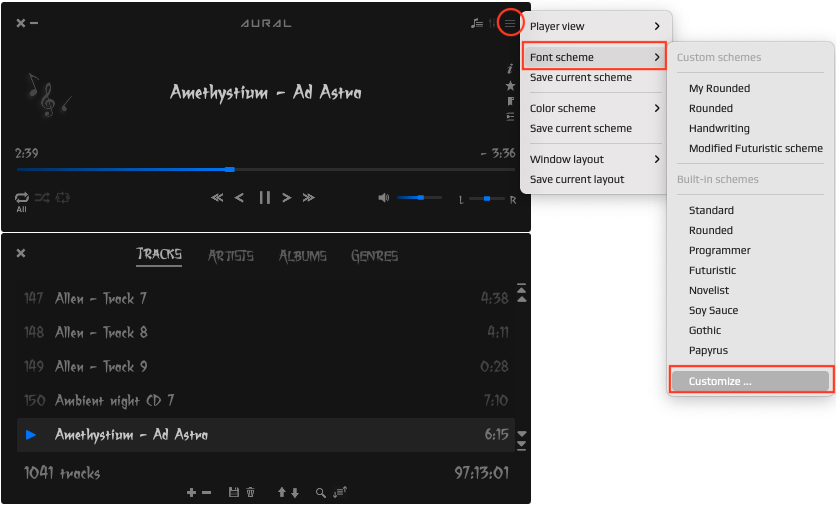 AURAL
Amethystium - Ad Astra
2:39
- 3:36
All
L
R
TRACKS ARTISTS ALBUMS GENRES
147 Allen - Track 7 4:38
148 Allen - Track 8 4:11
149 Allen - Track 9 0:28
150 Ambient night CD 7 7:10
Amethystium - Ad Astra 6:15
1041 tracks 97:13:01
Player view
Font scheme
Save current scheme
Color scheme
Save current scheme
Window layout
Save current layout
Custom schemes
My Rounded
Rounded
Handwriting
Modified Futuristic scheme
Built-in schemes
Standard
Rounded
Programmer
Futuristic
Novelist
Soy Sauce
Gothic
Papyrus
Customize ...